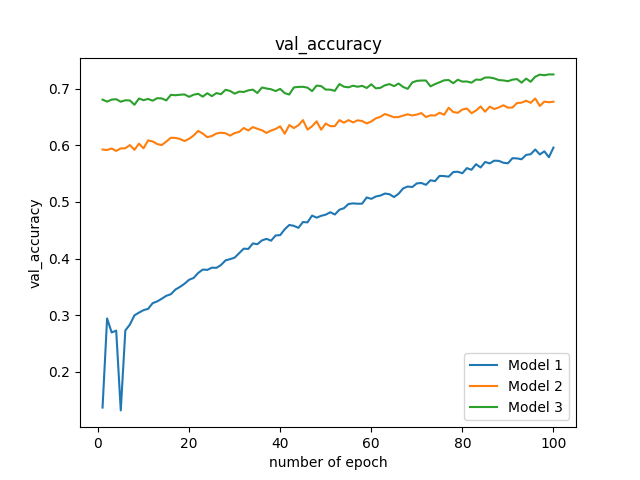 val_accuracy
val_accuracy
0.7
0.6
0.5
0.4
0.3
0.2
0 20 40 60 80 100
number of epoch
Model 1
Model 2
Model 3